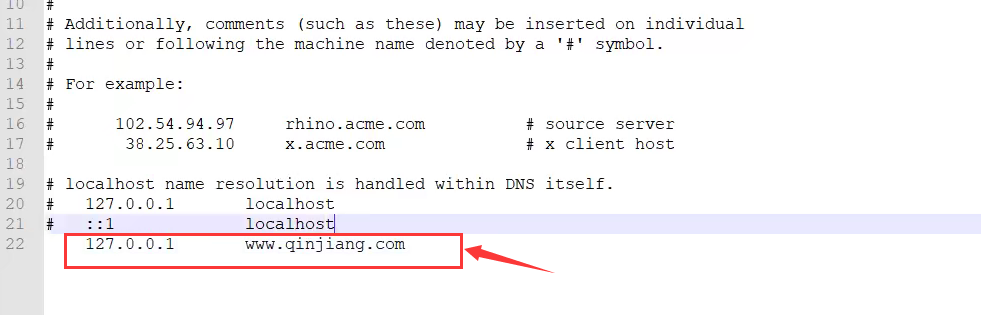 10 #
11 # Additionally, comments (such as these) may be inserted on individual
12 # lines or following the machine name denoted by a '#' symbol.
13 #
14 # For example:
15 #
16 #      102.54.94.97     rhino.acme.com          # source server
17 #       38.25.63.10     x.acme.com              # x client host
18
19 # localhost name resolution is handled within DNS itself.
20 #   127.0.0.1       localhost
21 #   ::1             localhost
22     127.0.0.1       www.qinjiang.com